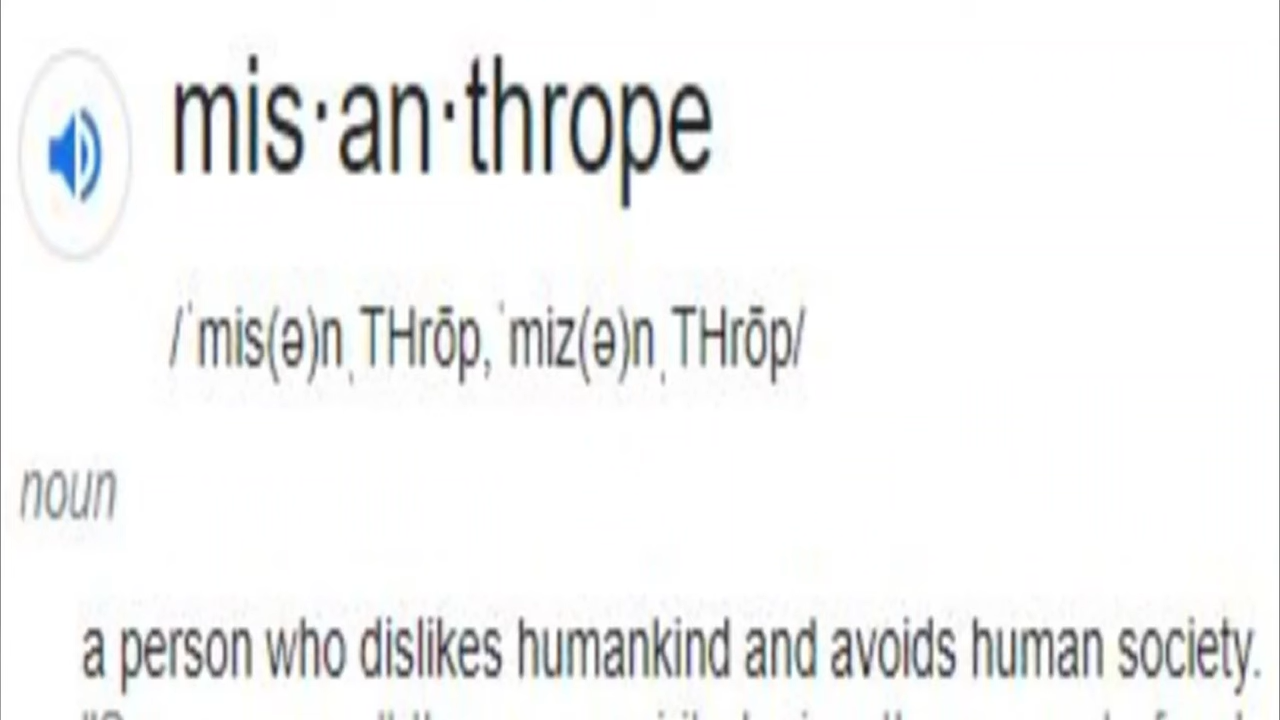 mis·an·thrope
/ˈmis(ə)nˌTHrōp, ˈmiz(ə)nˌTHrōp/
noun
a person who dislikes humankind and avoids human society.